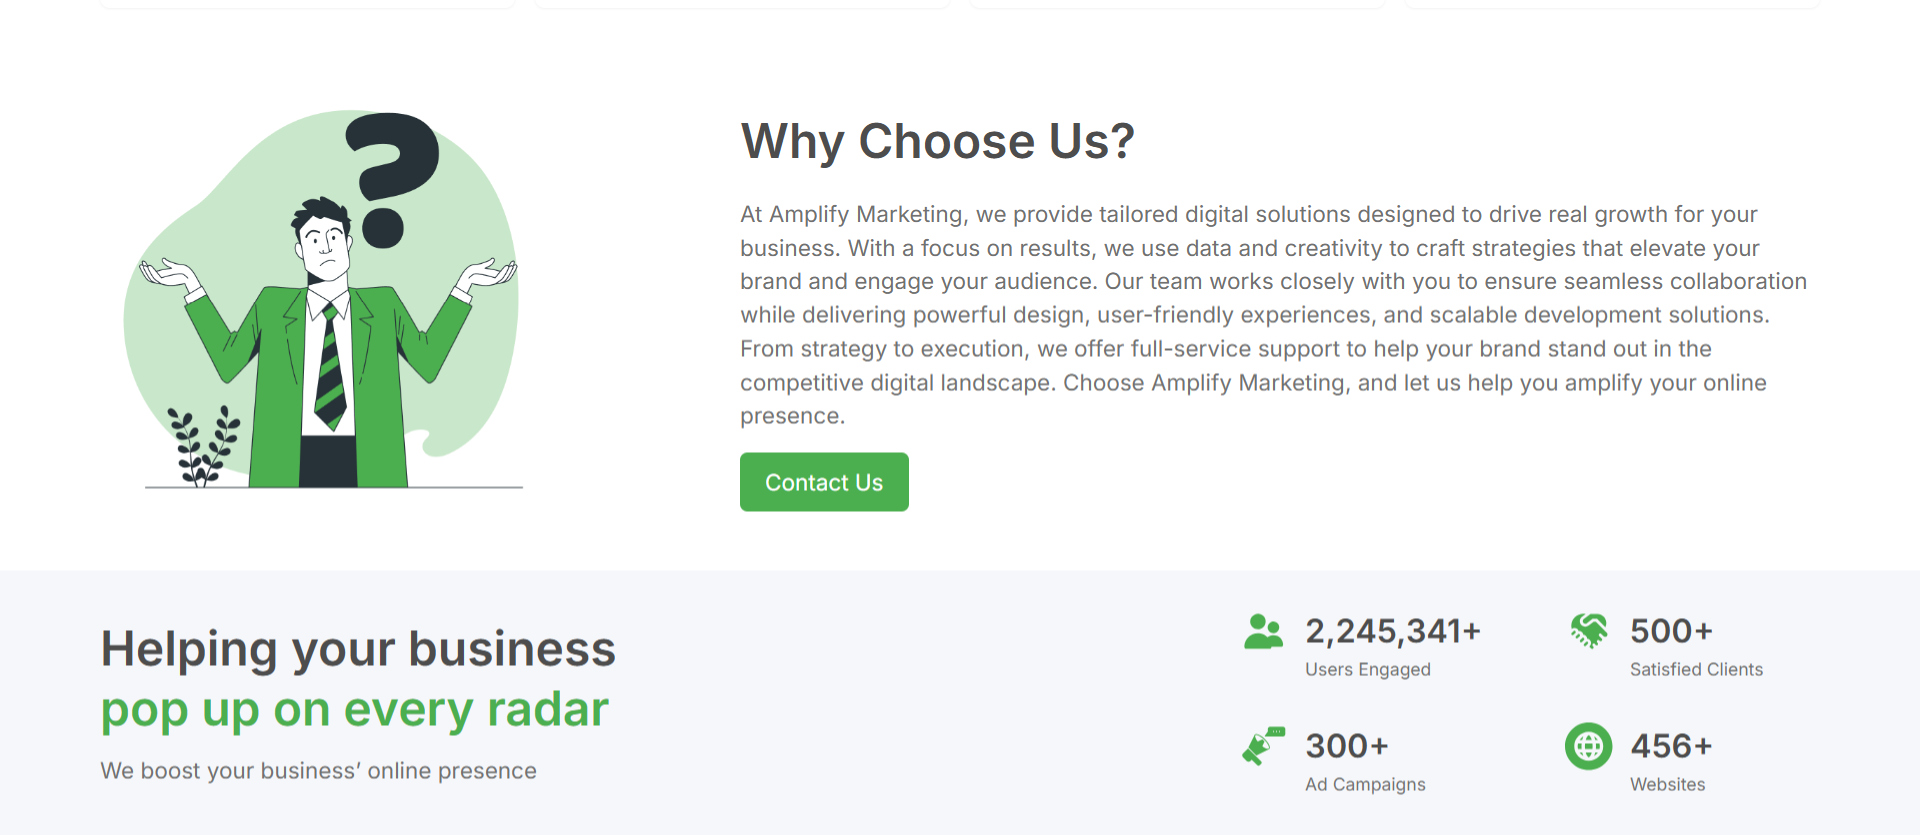 Why Choose Us?
At Amplify Marketing, we provide tailored digital solutions designed to drive real growth for your
business. With a focus on results, we use data and creativity to craft strategies that elevate your
brand and engage your audience. Our team works closely with you to ensure seamless collaboration
while delivering powerful design, user-friendly experiences, and scalable development solutions.
From strategy to execution, we offer full-service support to help your brand stand out in the
competitive digital landscape. Choose Amplify Marketing, and let us help you amplify your online
presence.
Contact Us
Helping your business
pop up on every radar
We boost your business’ online presence
2,245,341+
Users Engaged
500+
Satisfied Clients
300+
Ad Campaigns
456+
Websites